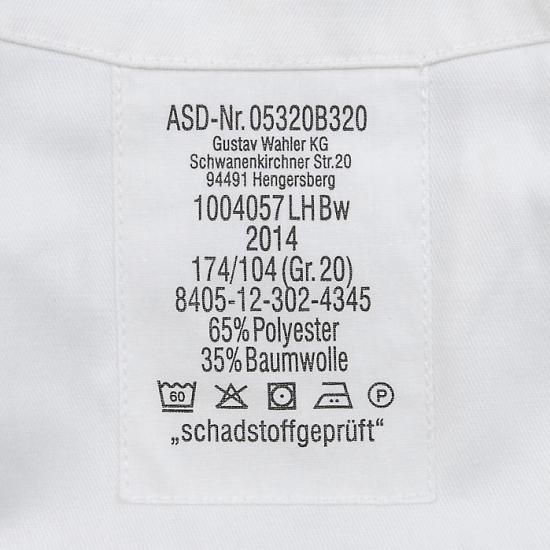 ASD-Nr. 05320B320
Gustav Wahler KG
Schwanenkirchner Str.20
94491 Hengersberg
1004057 LHBw
2014
174/104 (Gr. 20)
8405-12-302-4345
65% Polyester
35% Baumwolle
60 P
„schadstoffgeprüft“